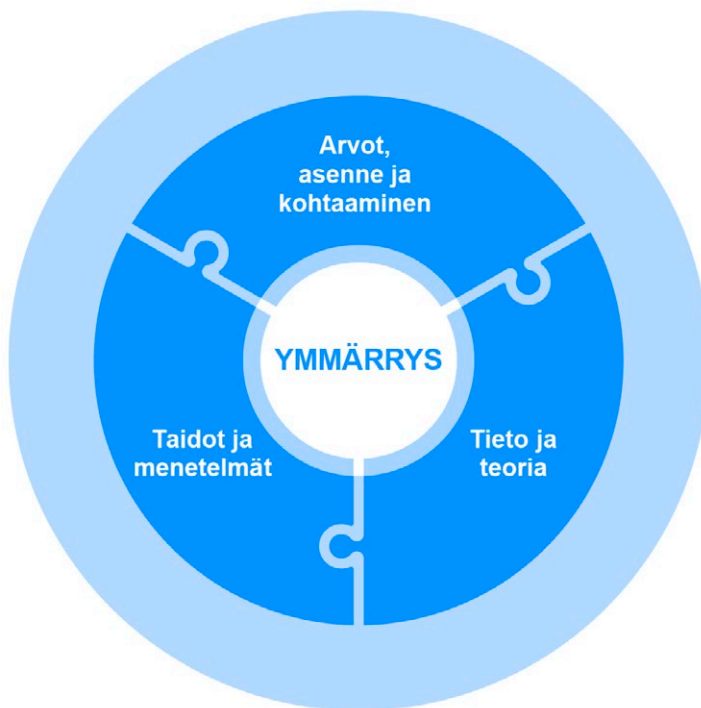 Arvot,
asenne ja
kohtaaminen
YMMÄRRYS
Taidot ja
menetelmät
Tieto ja
teoria